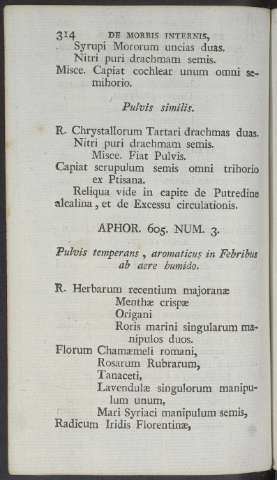 314 DE MORBIS INTERNIS,
Syrupi Mororum uncias duas.
Nitri puri drachmam semis.
Misce. Capiat cochlear unum omni se-
mihorio.
Pulvis similis.
R. Chrystallorum Tartari drachmas duas.
Nitri puri drachmam semis.
Misce. Fiat Pulvis.
Capiat scrupulum semis omni trihorio
ex Ptisana.
Reliqua vide in capite de Putredine
alcalina, et de Excessu circulationis.
APHOR. 605. NUM. 3.
Pulvis temperans, aromaticus in Febribus
ab aere humido.
R. Herbarum recentium majoranæ
Menthæ crispæ
Origani
Roris marini singularum ma-
nipulos duos.
Florum Chamæmeli romani,
Rosarum Rubrarum,
Tanaceti,
Lavendulæ singulorum manipu-
lum unum,
Mari Syriaci manipulum semis,
Radicum Iridis Florentinæ,